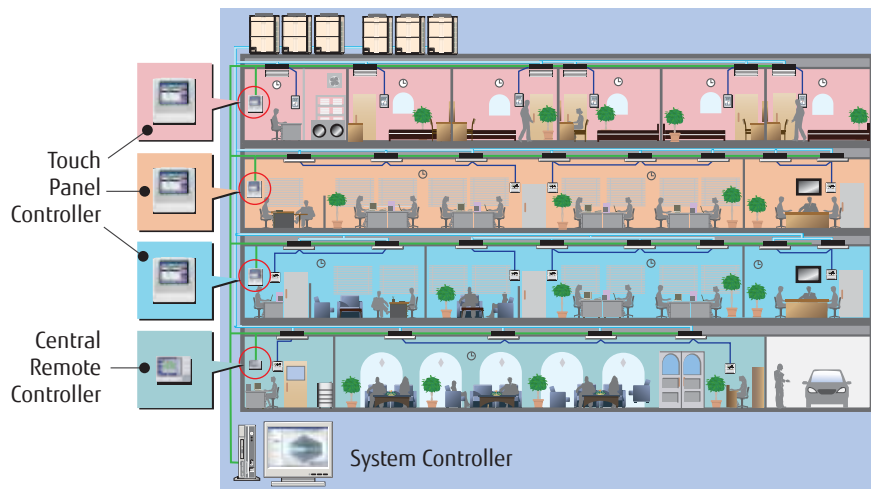 Touch
Panel
Controller
Central
Remote
Controller
System Controller